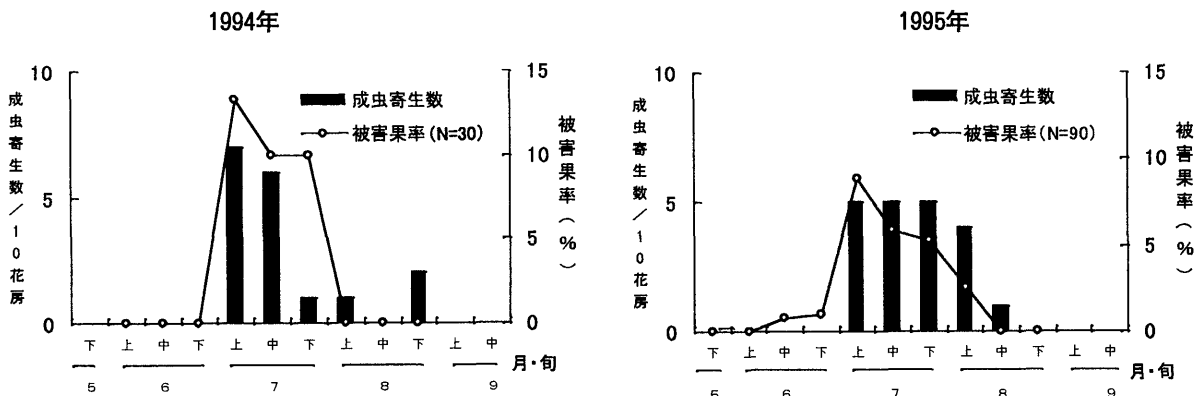 1994年
10
5
0
成虫寄生数/10花房
15
10
5
0
被害果率(%)
成虫寄生数
被害果率(N=30)
下 上 中 下 上 中 下 上 中 下 上 中
5 6 7 8 9
月・旬
1995年
10
5
0
成虫寄生数/10花房
15
10
5
0
被害果率(%)
成虫寄生数
被害果率(N=90)
下 上 中 下 上 中 下 上 中 下 上 中
5 6 7 8 9
月・旬